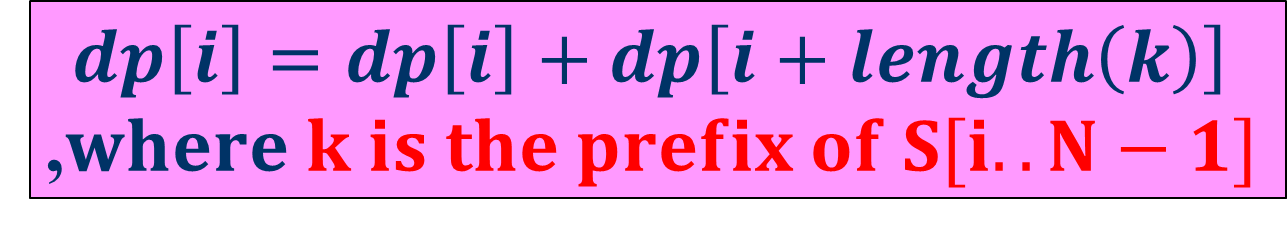 dp[i] = dp[i] + dp[i + length(k)]
,where k is the prefix of S[i. . N − 1]